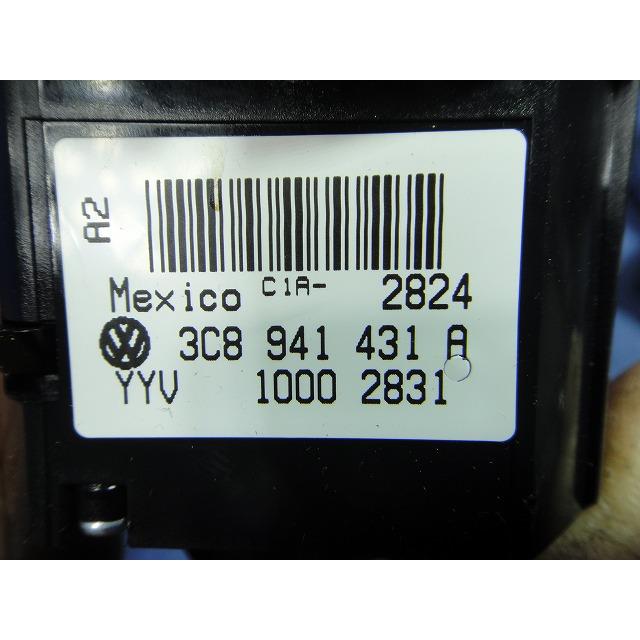 A2
Mexico C1A- 2824
3C8 941 431 A
YYV 1000 2831